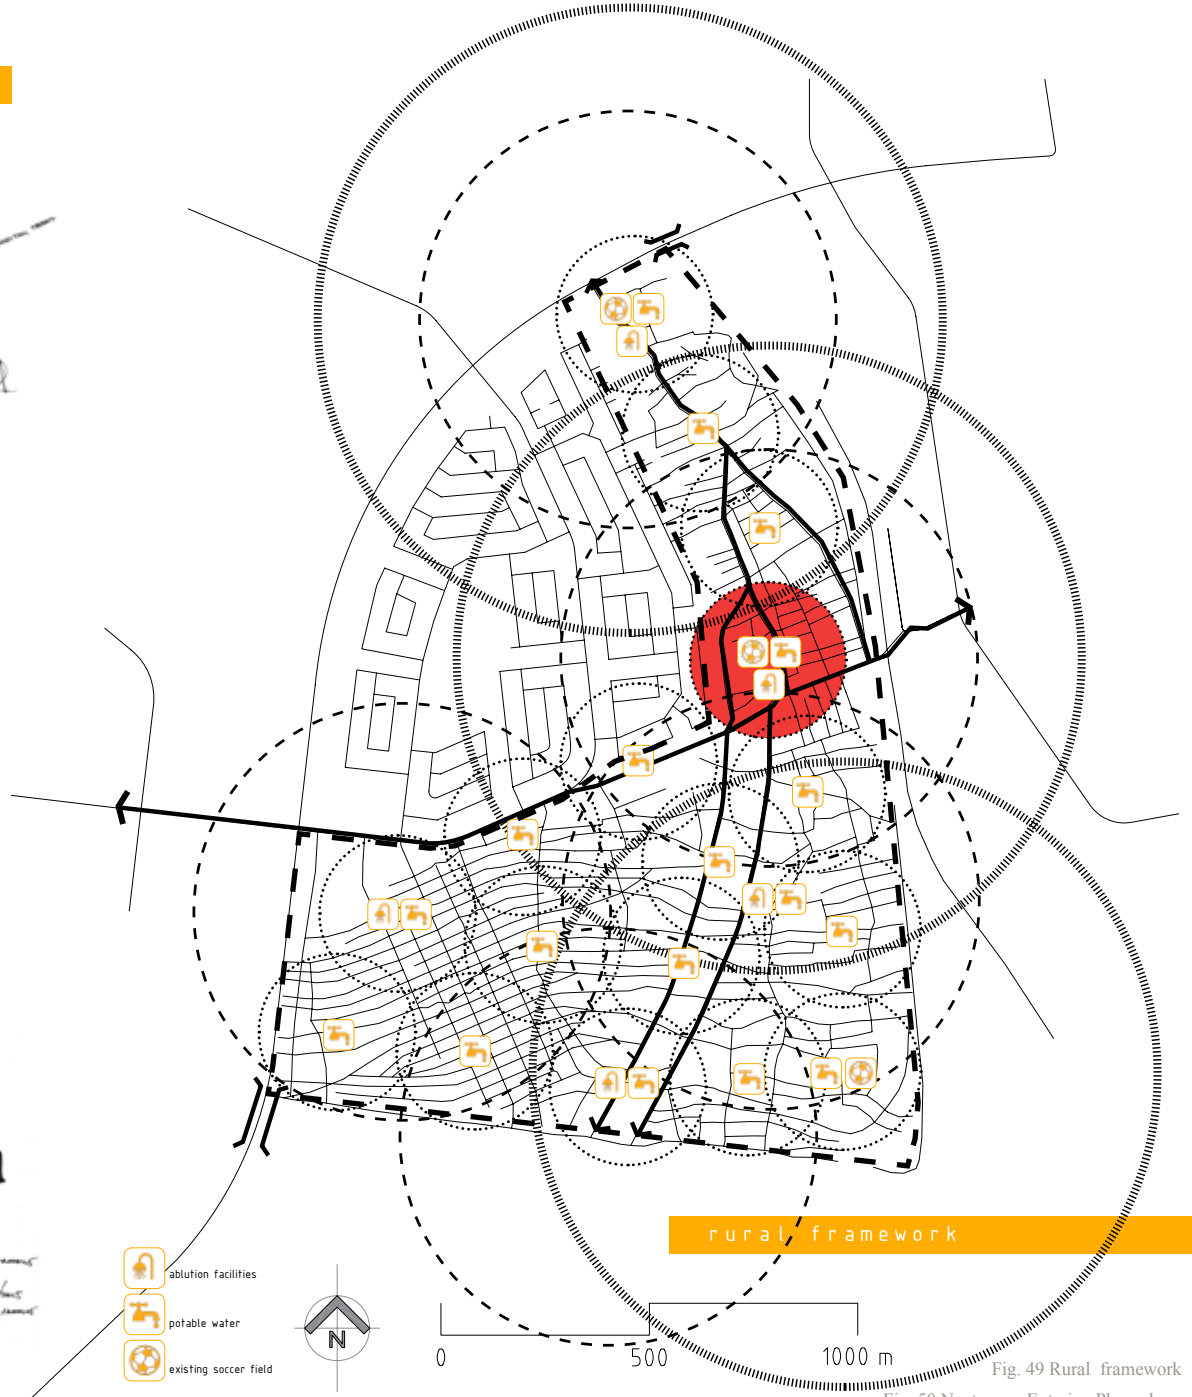 rural framework
ablution facilities
potable water
existing soccer field
N
0 500 1000 m
Fig. 49 Rural framework